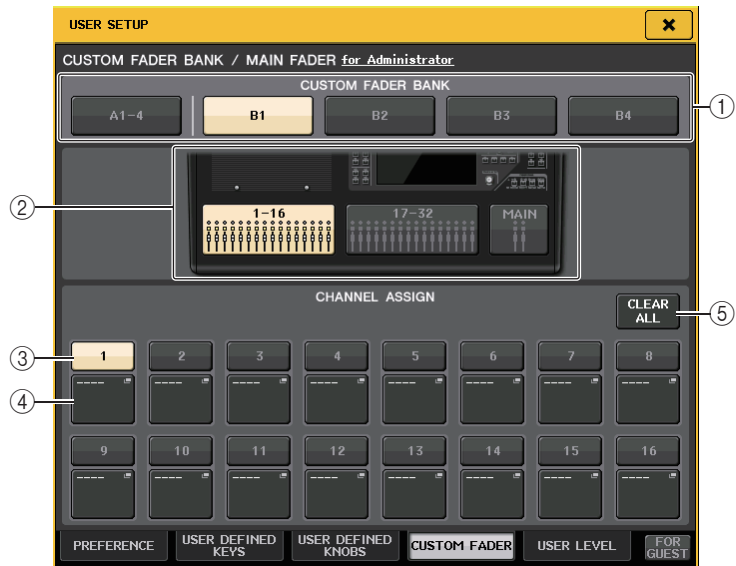 USER SETUP
CUSTOM FADER BANK / MAIN FADER for Administrator
CUSTOM FADER BANK
A1-4 B1 B2 B3 B4
①
②
1-16 17-32 MAIN
CHANNEL ASSIGN
CLEAR
ALL
⑤
③
1 2 3 4 5 6 7 8
④
---- ---- ---- ---- ---- ---- ---- ----
9 10 11 12 13 14 15 16
---- ---- ---- ---- ---- ---- ---- ----
PREFERENCE
USER DEFINED
KEYS
USER DEFINED
KNOBS
CUSTOM FADER
USER LEVEL
FOR
GUEST